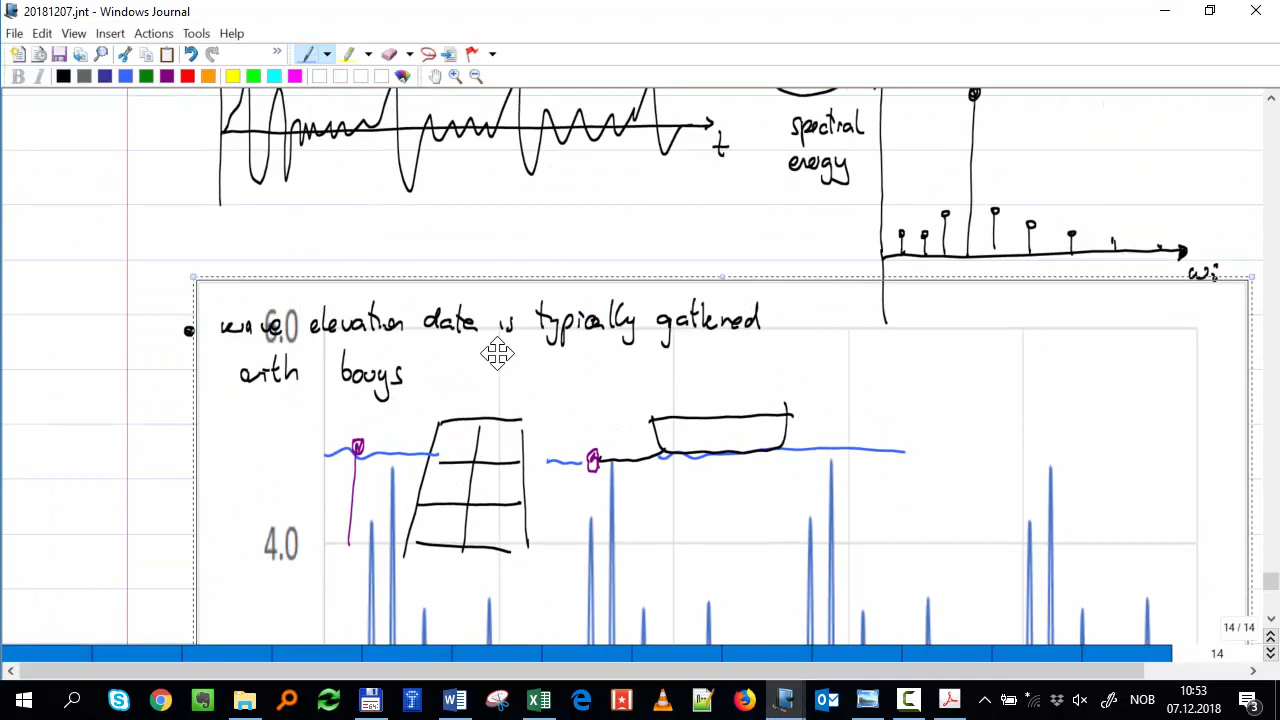 20181207.jnt - Windows Journal
File Edit View Insert Actions Tools Help
t
spectral
energy
ωi
6.0
• wave elevation data is typically gathered
with bouys
4.0
14 / 14
14
NOB
10:53
07.12.2018
3